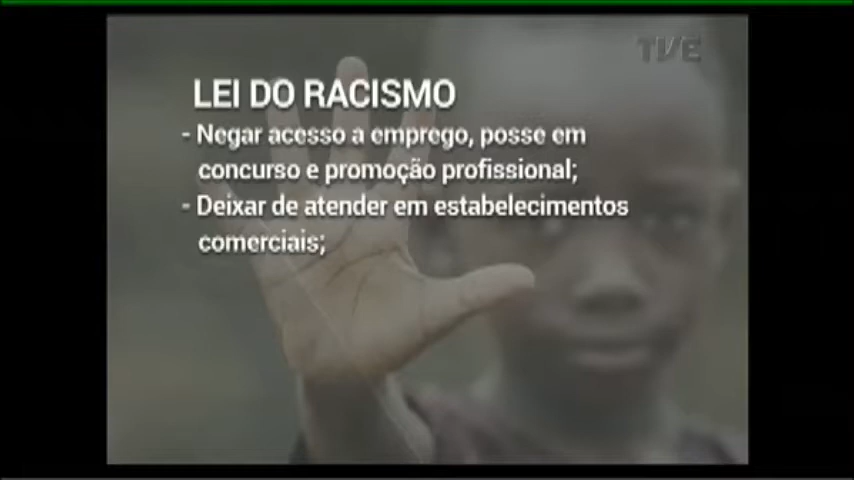 TVE
LEI DO RACISMO
- Negar acesso a emprego, posse em
concurso e promoção profissional;
- Deixar de atender em estabelecimentos
comerciais;